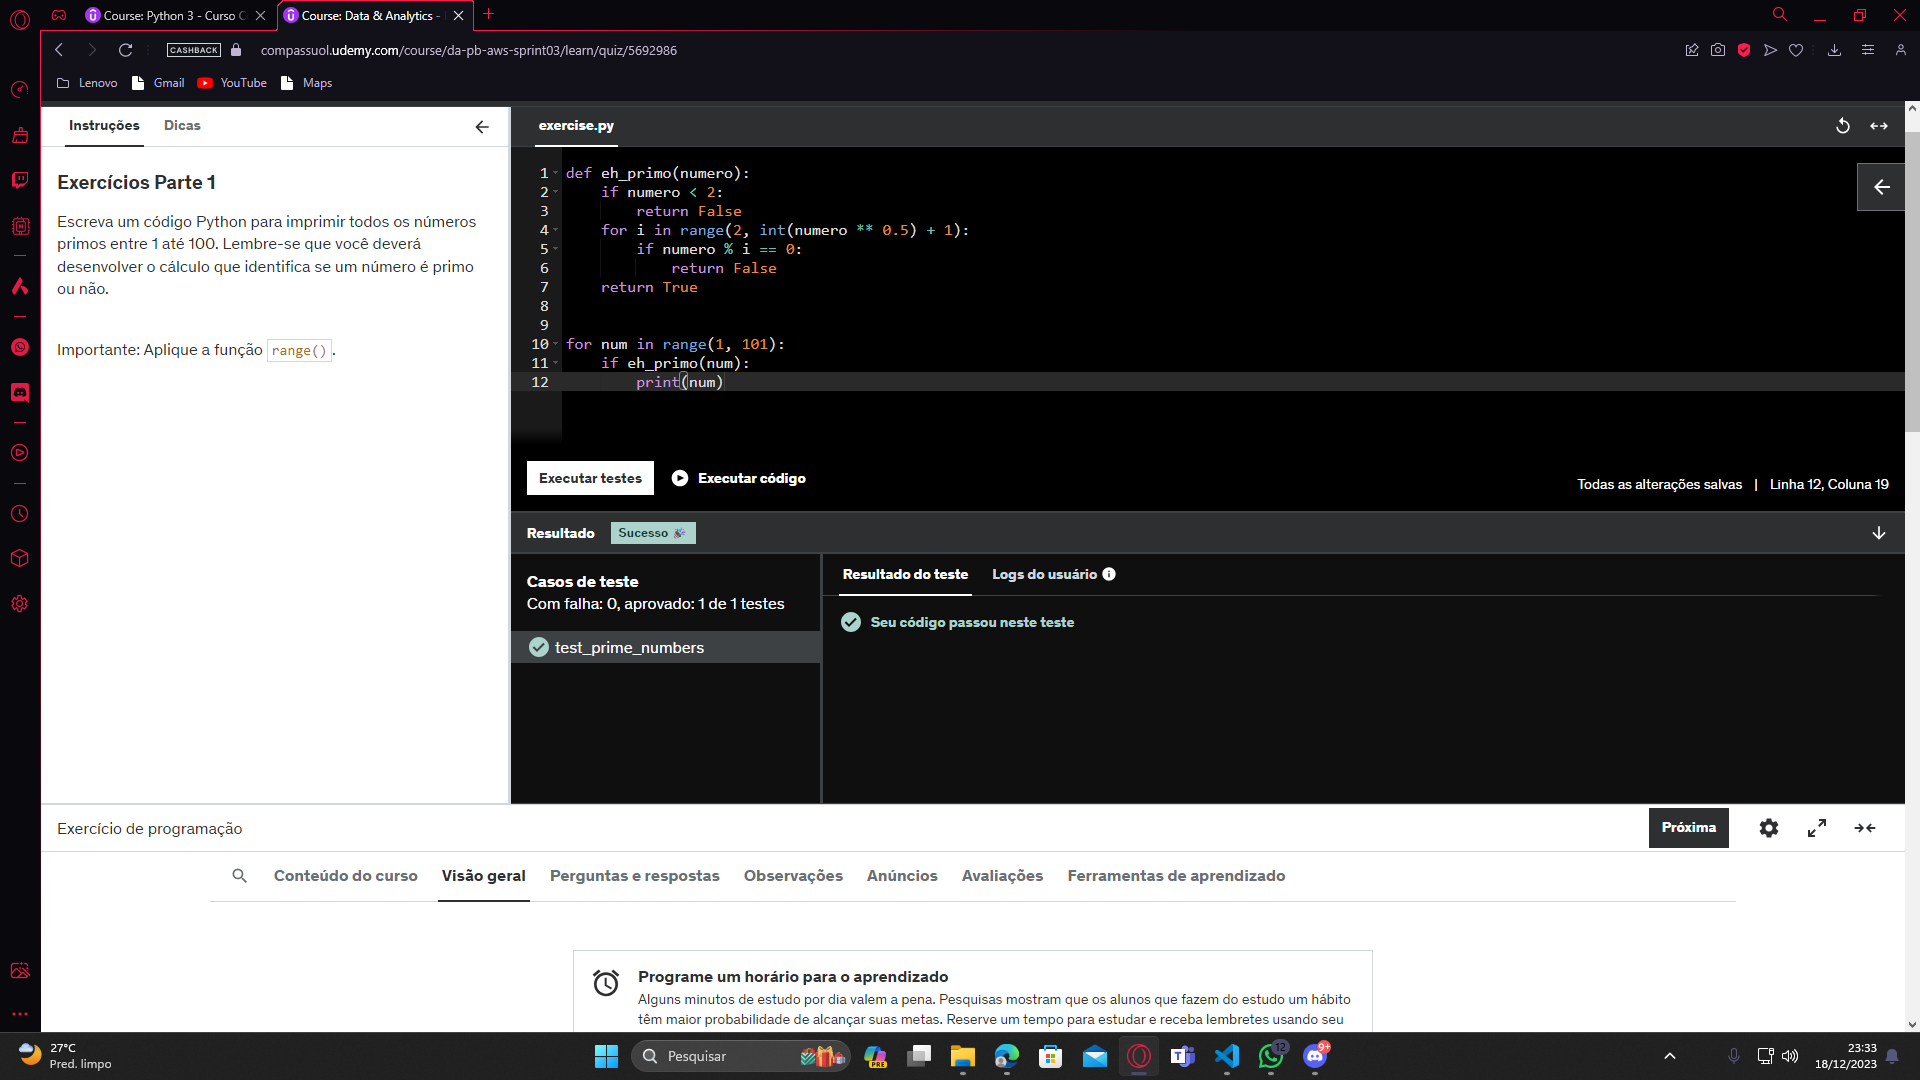 Course: Python 3 - Curso C
Course: Data & Analytics -
CASHBACK
compassuol.udemy.com/course/da-pb-aws-sprint03/learn/quiz/5692986
Lenovo
Gmail
YouTube
Maps
Instruções
Dicas
Exercícios Parte 1
Escreva um código Python para imprimir todos os números
primos entre 1 até 100. Lembre-se que você deverá
desenvolver o cálculo que identifica se um número é primo
ou não.
Importante: Aplique a função range().
exercise.py
1 def eh_primo(numero):
2     if numero < 2:
3         return False
4     for i in range(2, int(numero ** 0.5) + 1):
5         if numero % i == 0:
6             return False
7     return True
8
9
10 for num in range(1, 101):
11     if eh_primo(num):
12         print(num)
Executar testes
Executar código
Todas as alterações salvas | Linha 12, Coluna 19
Resultado
Sucesso
Casos de teste
Com falha: 0, aprovado: 1 de 1 testes
test_prime_numbers
Resultado do teste
Logs do usuário
Seu código passou neste teste
Exercício de programação
Próxima
Conteúdo do curso
Visão geral
Perguntas e respostas
Observações
Anúncios
Avaliações
Ferramentas de aprendizado
Programe um horário para o aprendizado
Alguns minutos de estudo por dia valem a pena. Pesquisas mostram que os alunos que fazem do estudo um hábito
têm maior probabilidade de alcançar suas metas. Reserve um tempo para estudar e receba lembretes usando seu
27°C
Pred. limpo
Pesquisar
PRE
12
9+
23:33
18/12/2023